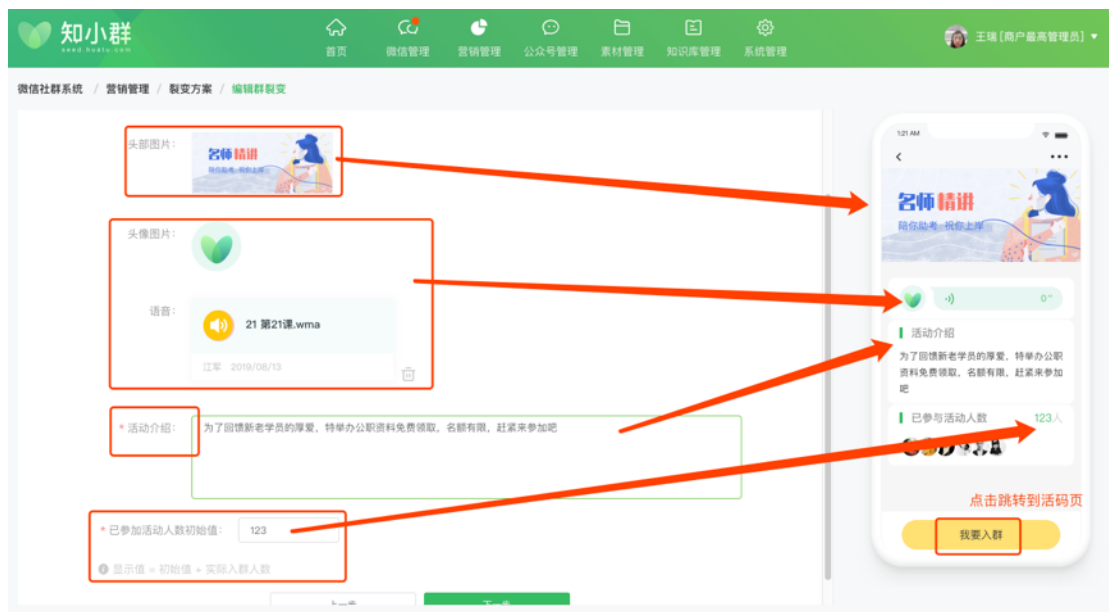 知小群
seed.huatu.com
首页 微信管理 营销管理 公众号管理 素材管理 知识库管理 系统管理
王瑞 [商户最高管理员]
微信社群系统 / 营销管理 / 裂变方案 / 编辑群裂变
头部图片:
名师精讲
陪你助考 祝你上岸
头像图片:
语音:
21 第21课.wma
江军 2019/08/13
* 活动介绍:
为了回馈新老学员的厚爱,特举办公职资料免费领取,名额有限,赶紧来参加吧
* 已参加活动人数初始值: 123
显示值 = 初始值 + 实际入群人数
上一步 下一步
1:21 AM
名师精讲
陪你助考 祝你上岸
0''
活动介绍
为了回馈新老学员的厚爱,特举办公职
资料免费领取,名额有限,赶紧来参加
吧
已参与活动人数 123人
点击跳转到活码页
我要入群